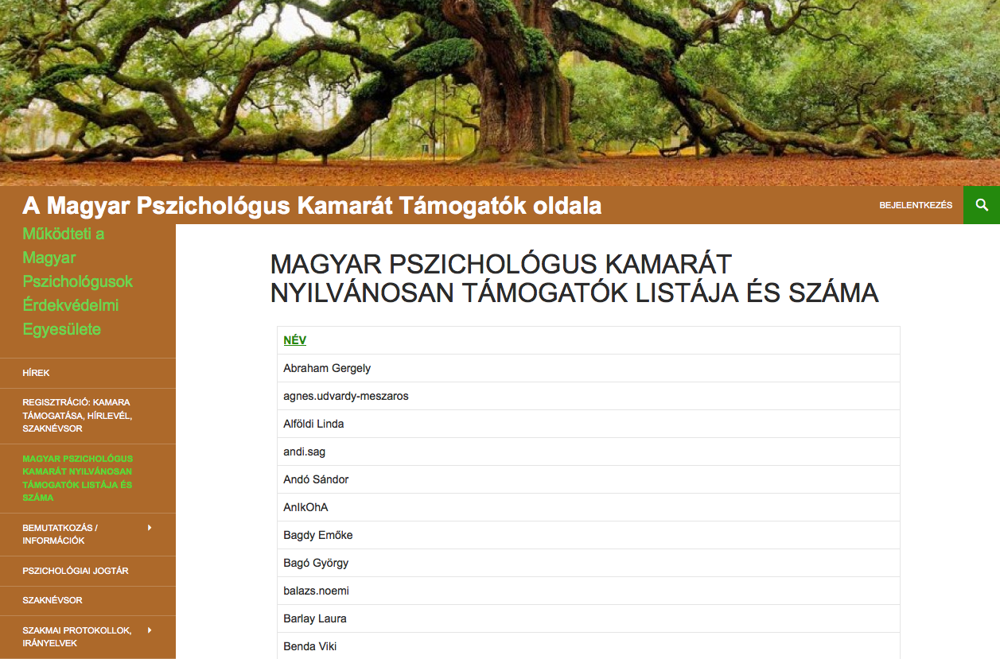 A Magyar Pszichológus Kamarát Támogatók oldala
BEJELENTKEZÉS
Működteti a
Magyar
Pszichológusok
Érdekvédelmi
Egyesülete
HÍREK
REGISZTRÁCIÓ: KAMARA
TÁMOGATÁSA, HÍRLEVÉL,
SZAKNÉVSOR
MAGYAR PSZICHOLÓGUS
KAMARÁT NYILVÁNOSAN
TÁMOGATÓK LISTÁJA ÉS
SZÁMA
BEMUTATKOZÁS /
INFORMÁCIÓK
PSZICHOLÓGIAI JOGTÁR
SZAKNÉVSOR
SZAKMAI PROTOKOLLOK,
IRÁNYELVEK
MAGYAR PSZICHOLÓGUS KAMARÁT
NYILVÁNOSAN TÁMOGATÓK LISTÁJA ÉS SZÁMA
NÉV
Abraham Gergely
agnes.udvardy-meszaros
Alföldi Linda
andi.sag
Andó Sándor
AnIkOhA
Bagdy Emőke
Bagó György
balazs.noemi
Barlay Laura
Benda Viki